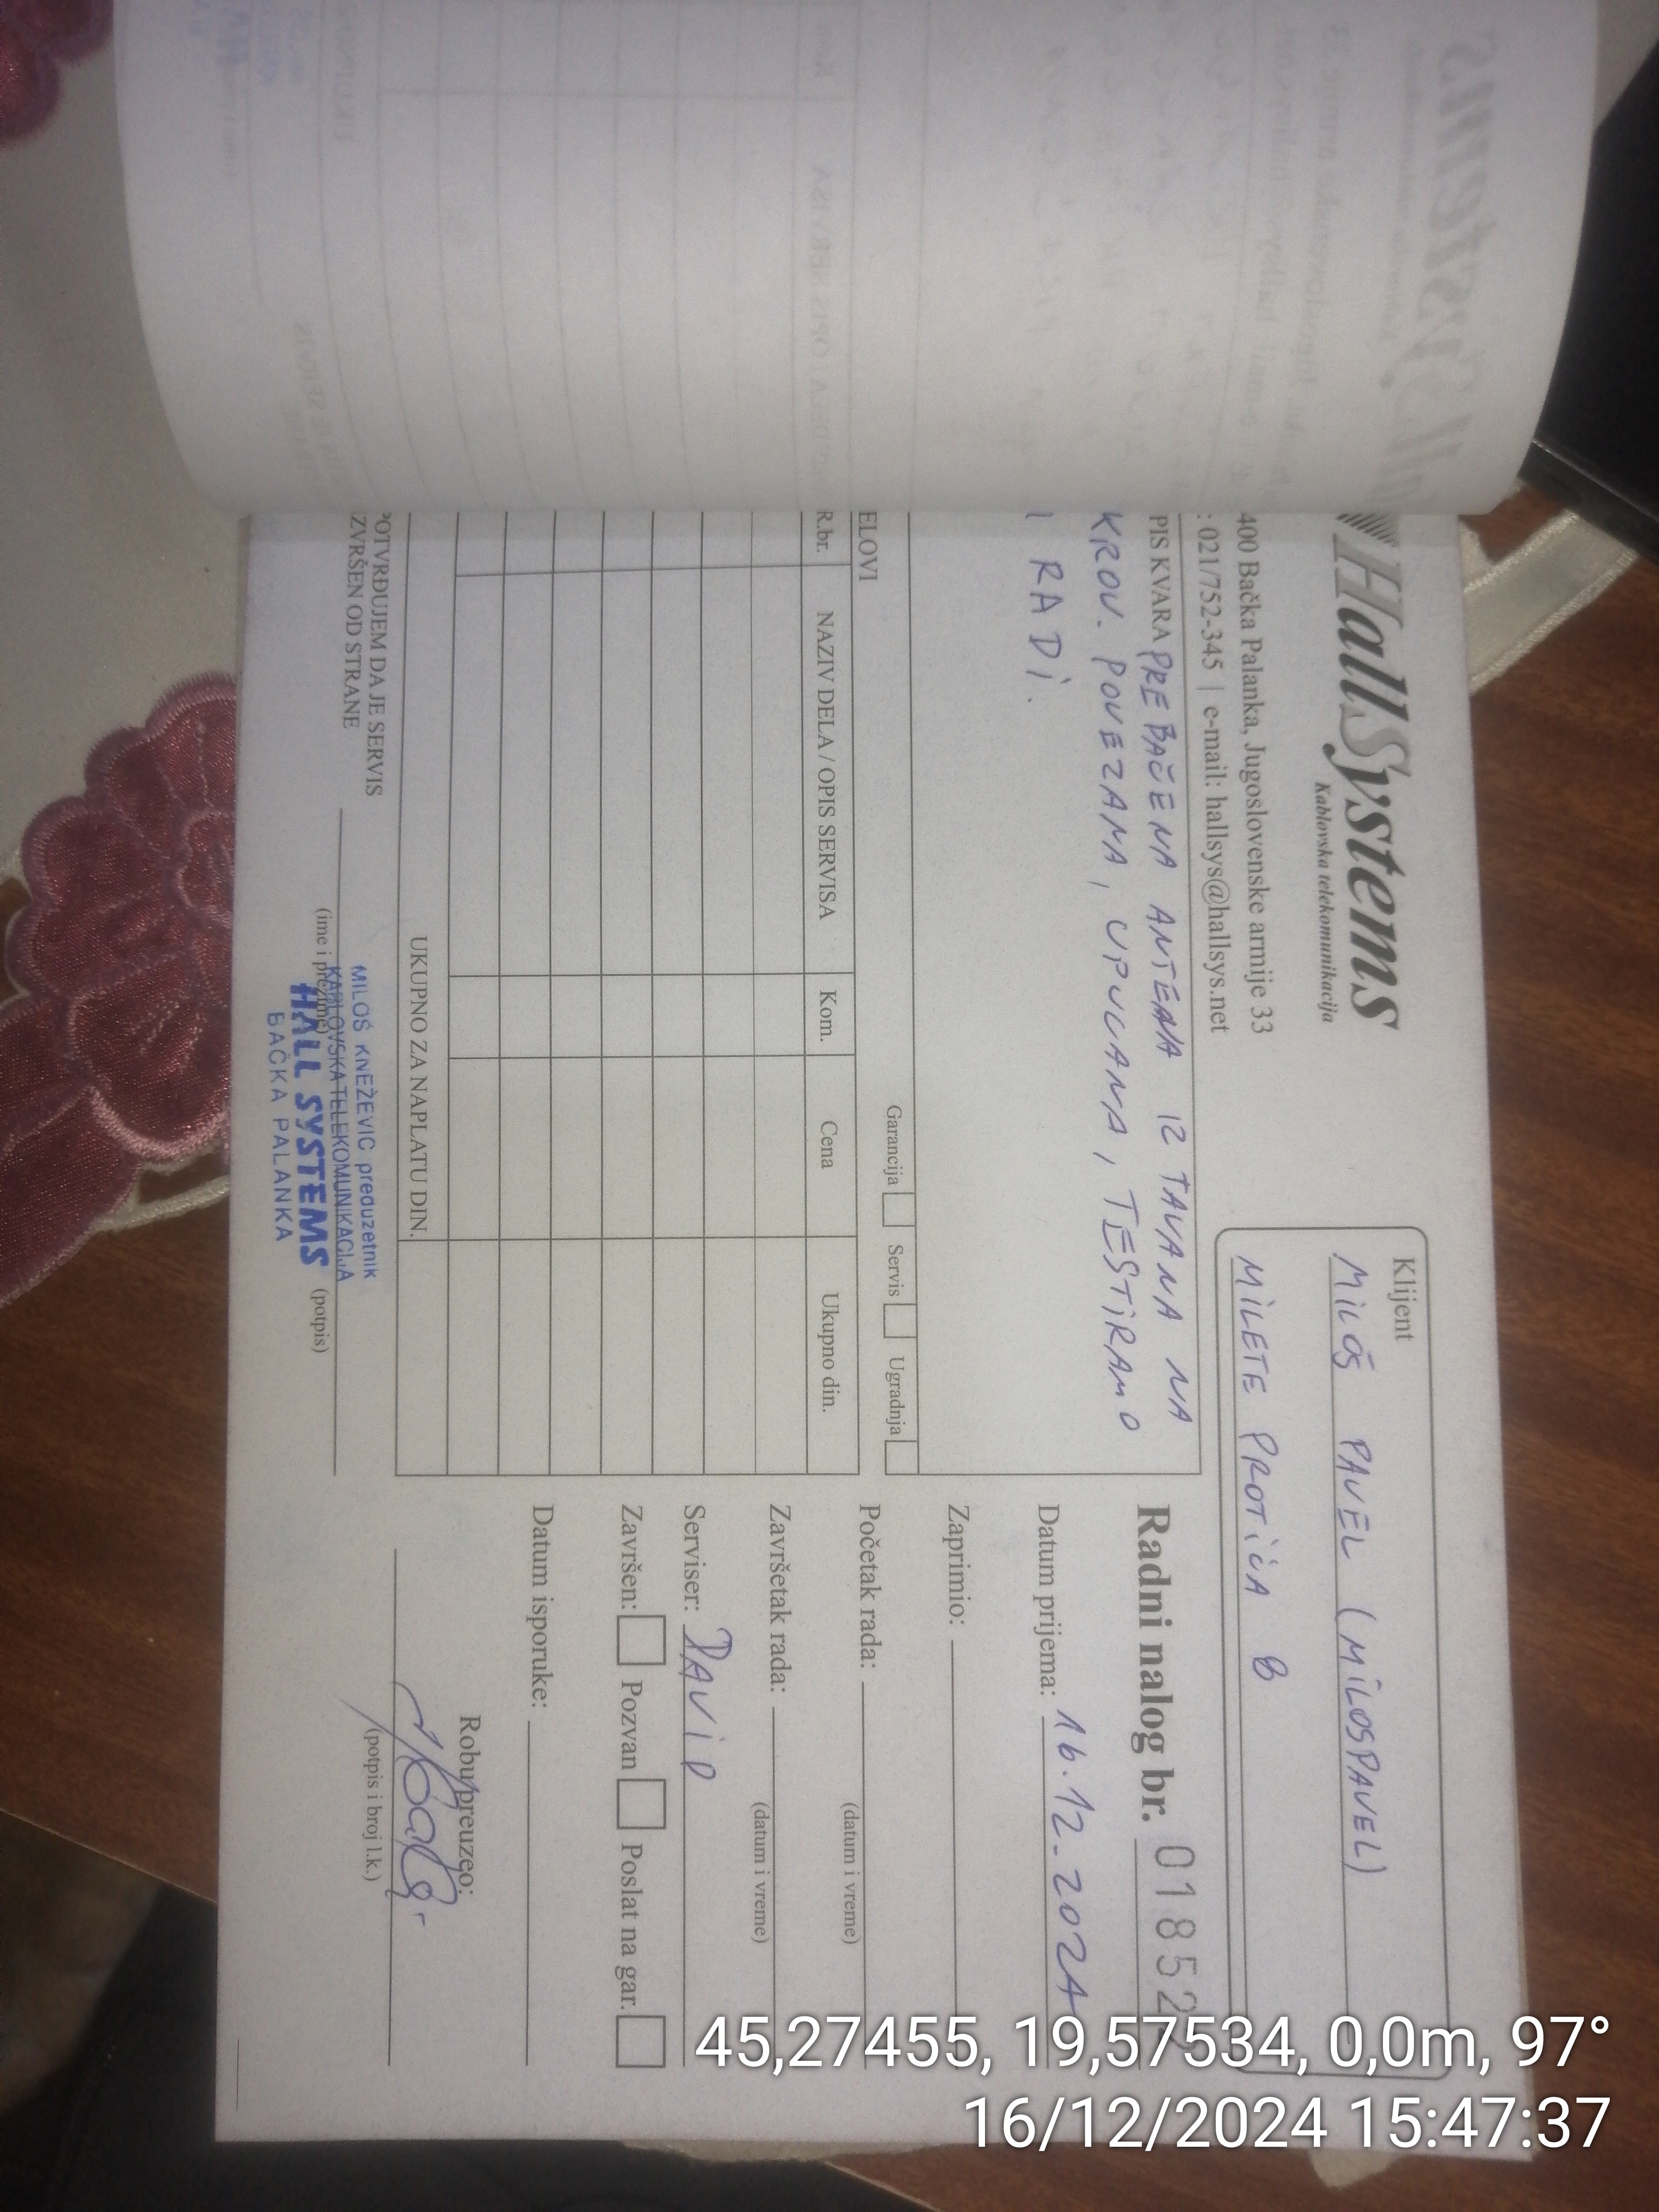 HallSystems
Kablovska telekomunikacija
400 Bačka Palanka, Jugoslovenske armije 33
: 021/752-345 | e-mail: hallsys@hallsys.net
Klijent
MILOŠ PAVEL (MILOSPAVEL)
MILETE PROTIĆA 8
PIS KVARA PREBAČENA ANTENA IZ TAVANA NA
KROV. POVEZANA, UPUCANA, TESTIRAMO
I RADI.
Garancija Servis Ugradnja
ELOVI
R.br. NAZIV DELA / OPIS SERVISA Kom. Cena Ukupno din.
UKUPNO ZA NAPLATU DIN.
POTVRĐUJEM DA JE SERVIS
ZVRŠEN OD STRANE
(ime i prezime) (potpis)
MILOŠ KNEŽEVIĆ preduzetnik
KABLOVSKA TELEKOMUNIKACIJA
HALL SYSTEMS
BAČKA PALANKA
Radni nalog br. 01852
Datum prijema: 16.12.2024
Zaprimio:
Početak rada:
(datum i vreme)
Završetak rada:
(datum i vreme)
Serviser: DAVID
Završen: Pozvan Poslat na gar.
Datum isporuke:
Robu preuzeo:
(potpis i broj l.k.)
45,27455, 19,57534, 0,0m, 97°
16/12/2024 15:47:37